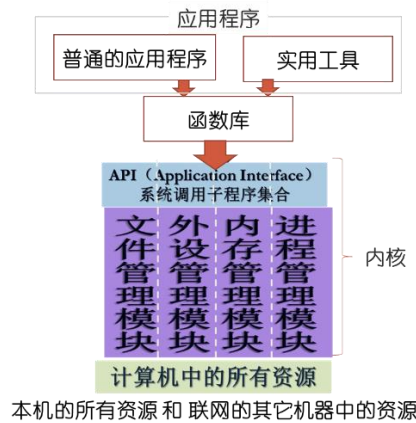 应用程序
普通的应用程序
实用工具
函数库
API（Application Interface）
系统调用子程序集合
文件管理模块
外设管理模块
内存管理模块
进程管理模块
内核
计算机中的所有资源
本机的所有资源 和 联网的其它机器中的资源